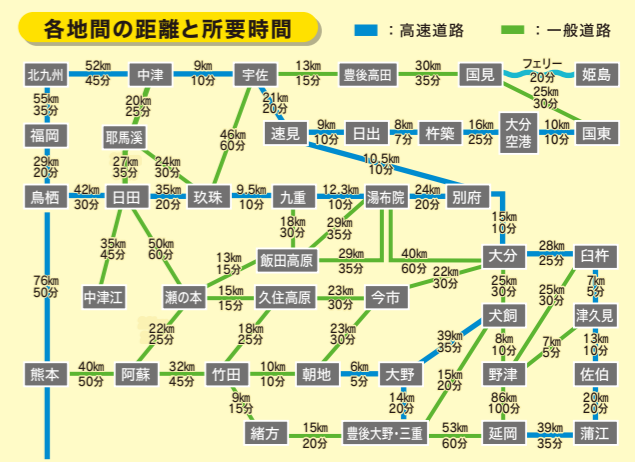 各地間の距離と所要時間
：高速道路
：一般道路
北九州
52km
45分
中津
9km
10分
宇佐
13km
15分
豊後高田
30km
35分
国見
フェリー
20分
姫島
55km
35分
20km
25分
46km
60分
21km
20分
25km
30分
福岡
耶馬溪
速見
9km
10分
日出
8km
7分
杵築
16km
25分
大分
空港
10km
10分
国東
29km
20分
27km
35分
24km
30分
10.5km
10分
鳥栖
42km
30分
日田
35km
20分
玖珠
9.5km
10分
九重
12.3km
10分
湯布院
24km
20分
別府
15km
10分
18km
30分
29km
35分
35km
45分
50km
60分
13km
15分
飯田高原
29km
35分
40km
60分
大分
28km
25分
臼杵
76km
50分
中津江
瀬の本
15km
15分
久住高原
23km
30分
今市
22km
30分
25km
30分
25km
30分
7km
5分
犬飼
津久見
22km
25分
18km
25分
23km
30分
39km
35分
8km
10分
7km
5分
13km
10分
熊本
40km
50分
阿蘇
32km
45分
竹田
10km
10分
朝地
6km
5分
大野
15km
20分
野津
佐伯
9km
15分
14km
20分
86km
100分
20km
20分
緒方
15km
20分
豊後大野・三重
53km
60分
延岡
39km
35分
蒲江